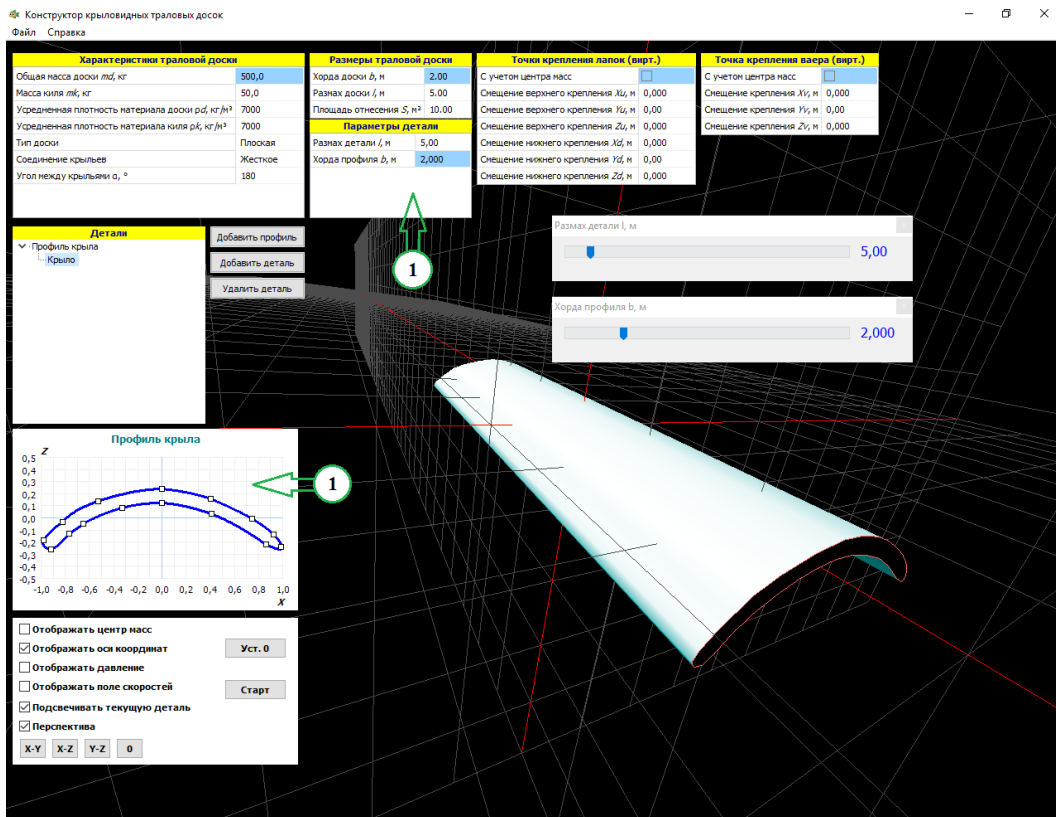 Конструктор крыловидных траловых досок
Файл Справка
Характеристики траловой доски
Общая масса доски md, кг 500,0
Масса киля mk, кг 50,0
Усредненная плотность материала доски ρd, кг/м³ 7000
Усредненная плотность материала киля ρk, кг/м³ 7000
Тип доски Плоская
Соединение крыльев Жесткое
Угол между крыльями α, ° 180
Размеры траловой доски
Хорда доски b, м 2.00
Размах доски l, м 5.00
Площадь отнесения S, м² 10.00
Параметры детали
Размах детали l, м 5,00
Хорда профиля b, м 2,000
Точки крепления лапок (вирт.)
С учетом центра масс
Смещение верхнего крепления Xu, м 0,000
Смещение верхнего крепления Yu, м 0,00
Смещение верхнего крепления Zu, м 0,000
Смещение нижнего крепления Xd, м 0,000
Смещение нижнего крепления Yd, м 0,00
Смещение нижнего крепления Zd, м 0,000
Точка крепления ваера (вирт.)
С учетом центра масс
Смещение крепления Xv, м 0,000
Смещение крепления Yv, м 0,00
Смещение крепления Zv, м 0,000
1
Детали
Профиль крыла
Крыло
Добавить профиль
Добавить деталь
Удалить деталь
Размах детали l, м
5,00
Хорда профиля b, м
2,000
Профиль крыла
Z
0,5
0,4
0,3
0,2
0,1
0,0
-0,1
-0,2
-0,3
-0,4
-0,5
-1,0 -0,8 -0,6 -0,4 -0,2 0,0 0,2 0,4 0,6 0,8 1,0
X
1
Отображать центр масс
Отображать оси координат
Отображать давление
Отображать поле скоростей
Подсвечивать текущую деталь
Перспектива
Уст. 0
Старт
X-Y X-Z Y-Z 0